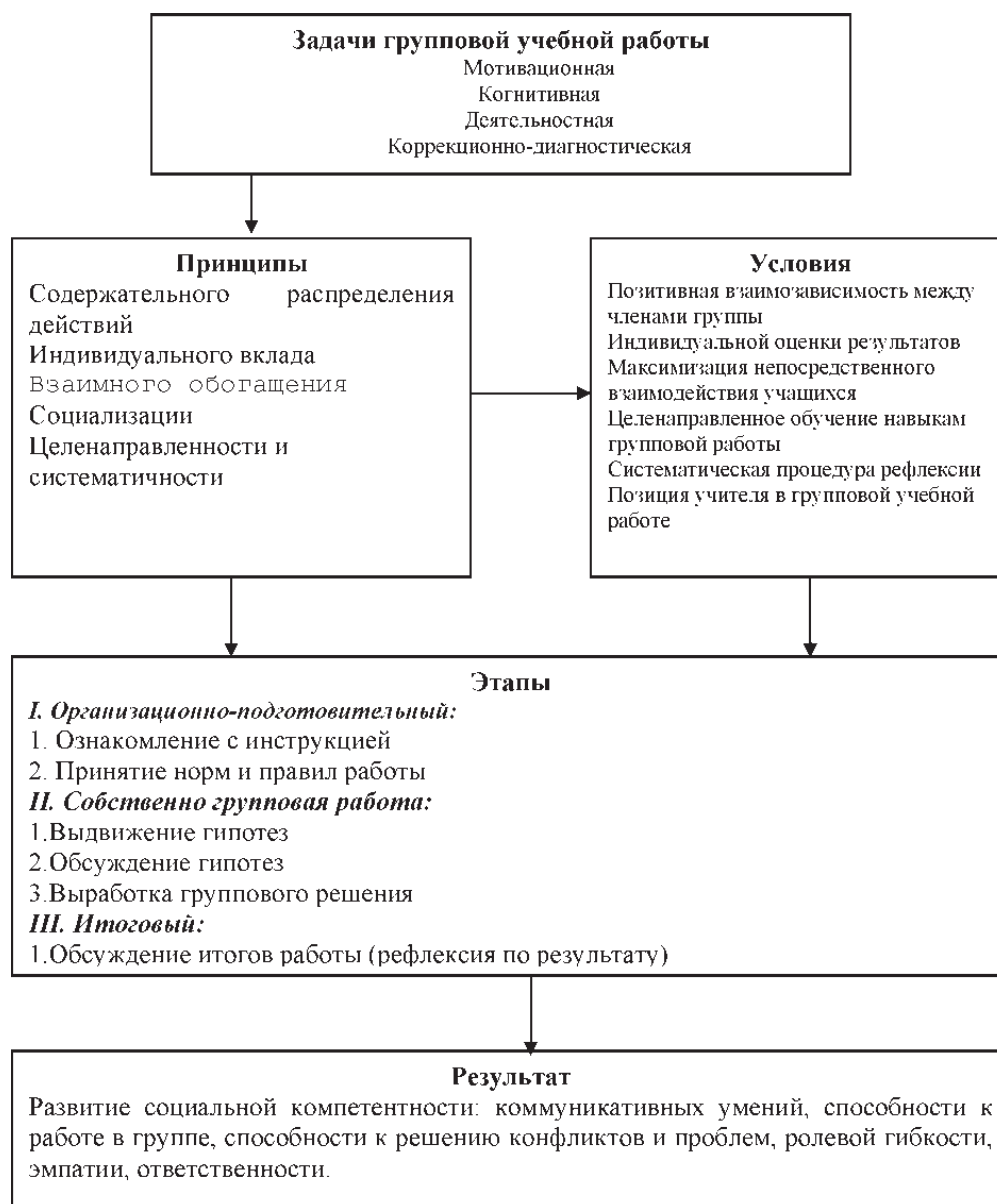 Задачи групповой учебной работы
Мотивационная
Когнитивная
Деятельностная
Коррекционно-диагностическая
Принципы
Содержательного распределения
действий
Индивидуального вклада
Взаимного обогащения
Социализации
Целенаправленности и
систематичности
Условия
Позитивная взаимозависимость между
членами группы
Индивидуальной оценки результатов
Максимизация непосредственного
взаимодействия учащихся
Целенаправленное обучение навыкам
групповой работы
Систематическая процедура рефлексии
Позиция учителя в групповой учебной
работе
Этапы
I. Организационно-подготовительный:
1. Ознакомление с инструкцией
2. Принятие норм и правил работы
II. Собственно групповая работа:
1.Выдвижение гипотез
2.Обсуждение гипотез
3.Выработка группового решения
III. Итоговый:
1.Обсуждение итогов работы (рефлексия по результату)
Результат
Развитие социальной компетентности: коммуникативных умений, способности к
работе в группе, способности к решению конфликтов и проблем, ролевой гибкости,
эмпатии, ответственности.